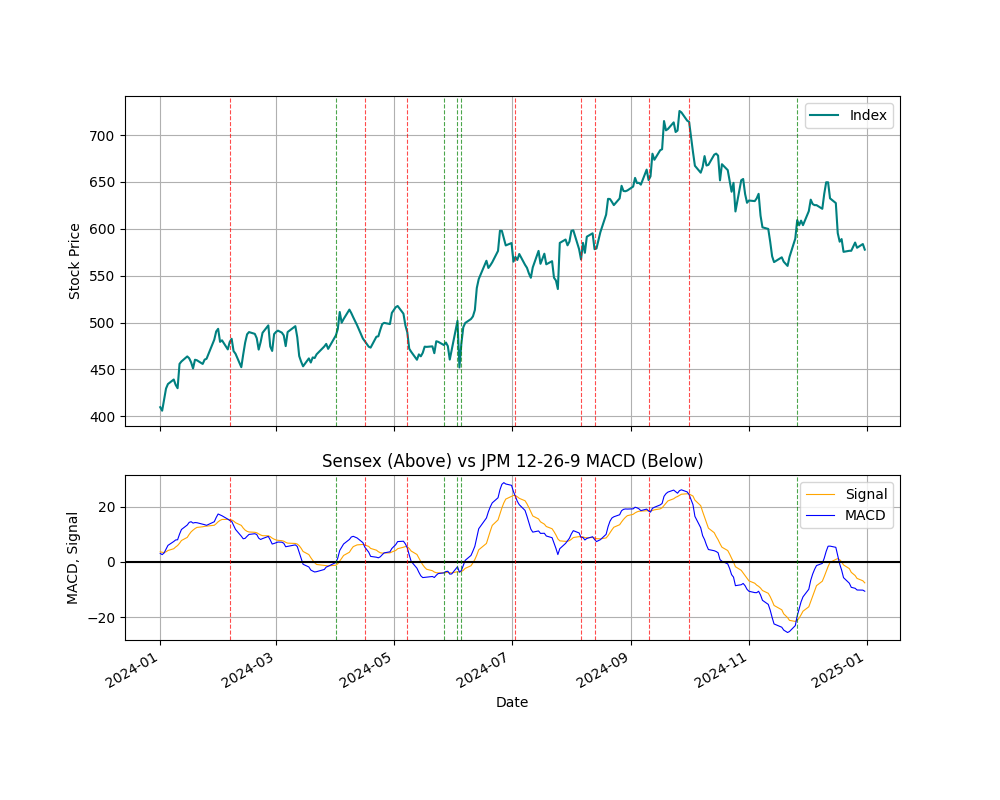 700
650
600
550
500
450
400
Stock Price
Index
Sensex (Above) vs JPM 12-26-9 MACD (Below)
20
0
−20
MACD, Signal
Signal
MACD
2024-01
2024-03
2024-05
2024-07
2024-09
2024-11
2025-01
Date